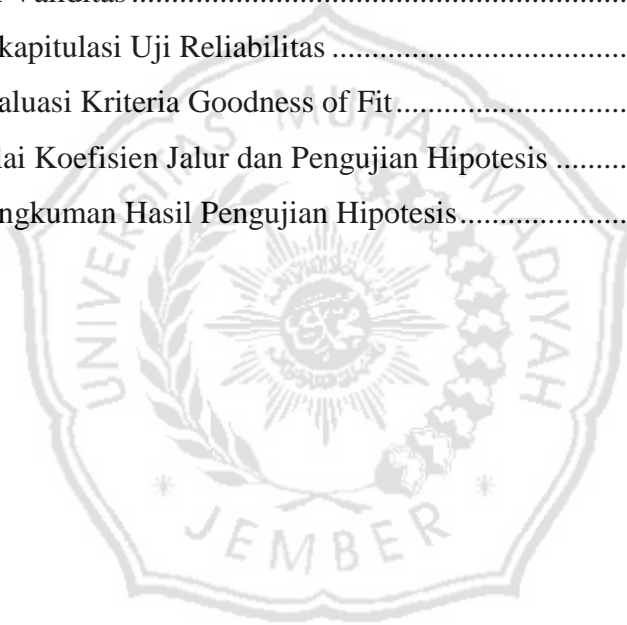 Validitas................................................................
kapitulasi Uji Reliabilitas ......................................
aluasi Kriteria Goodness of Fit..............................
lai Koefisien Jalur dan Pengujian Hipotesis .........
ngkuman Hasil Pengujian Hipotesis.....................
UNIVERSITAS MUHAMMADIYAH
* JEMBER *